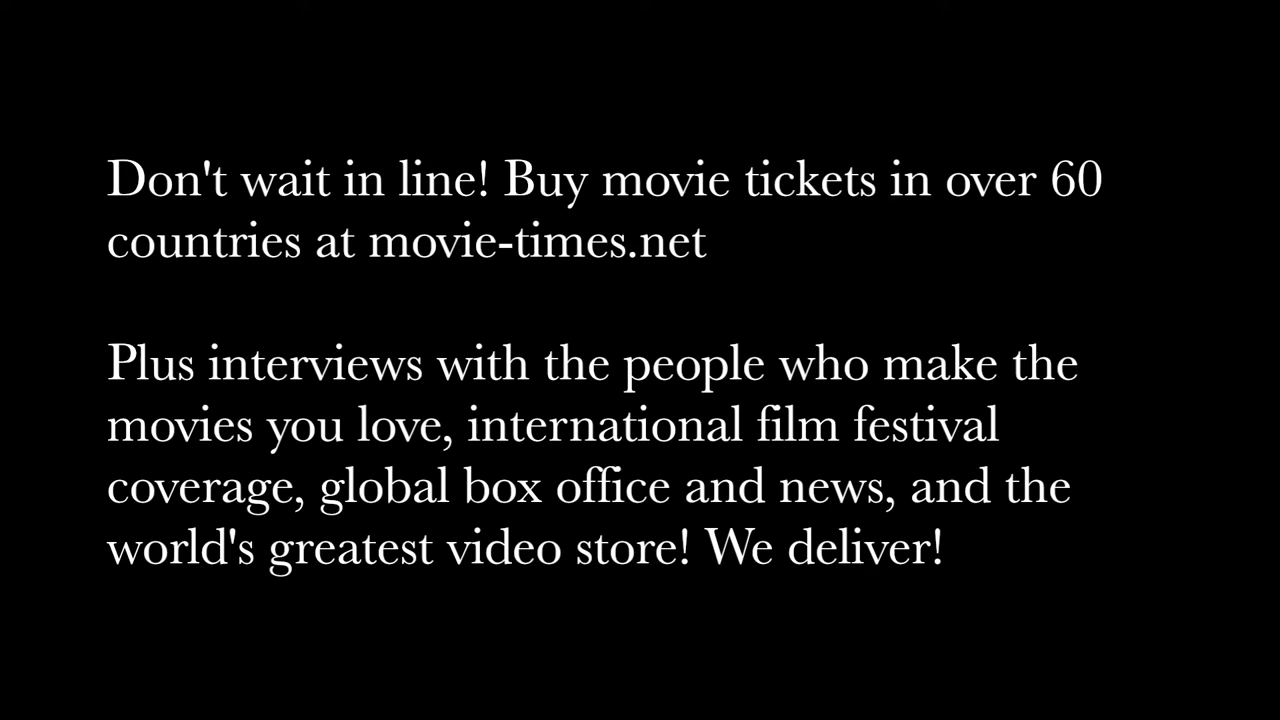 Don't wait in line! Buy movie tickets in over 60
countries at movie-times.net
Plus interviews with the people who make the
movies you love, international film festival
coverage, global box office and news, and the
world's greatest video store! We deliver!